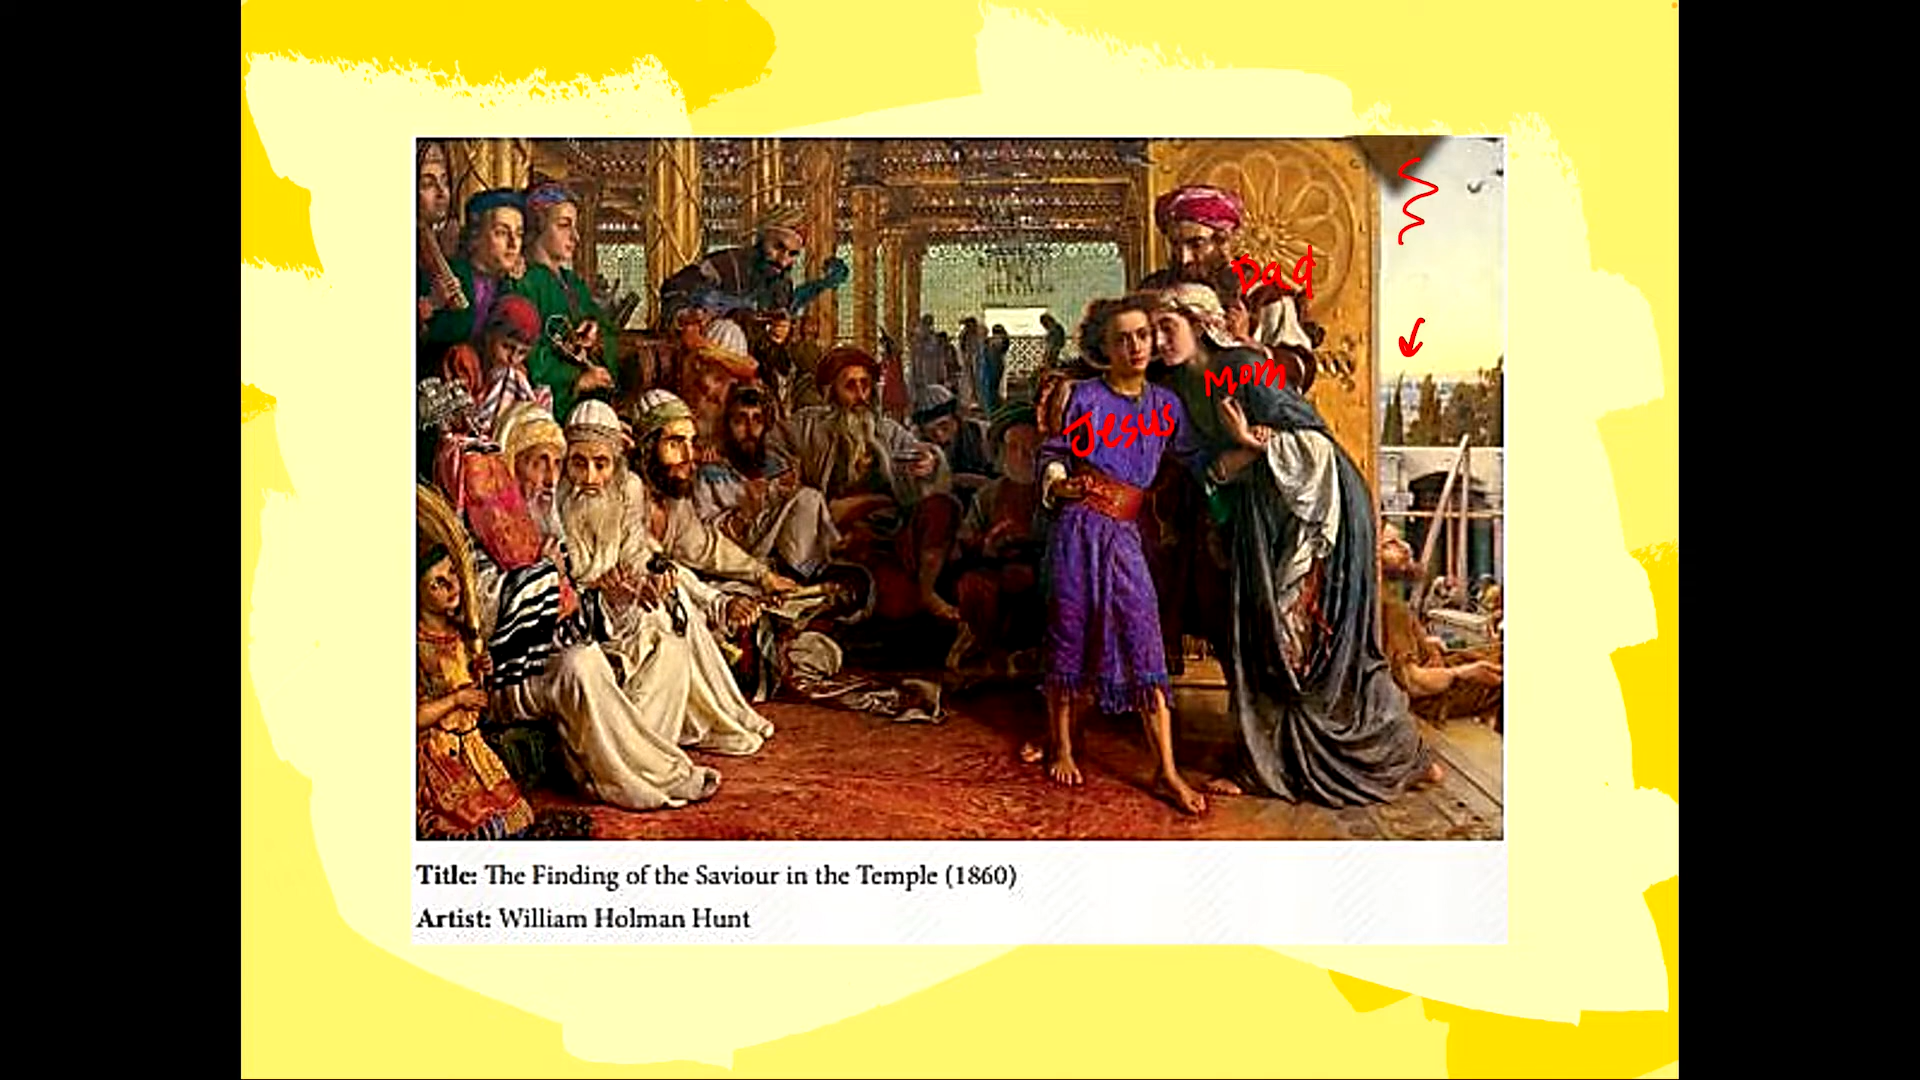 Dad
Mom
Jesus
Title: The Finding of the Saviour in the Temple (1860)
Artist: William Holman Hunt